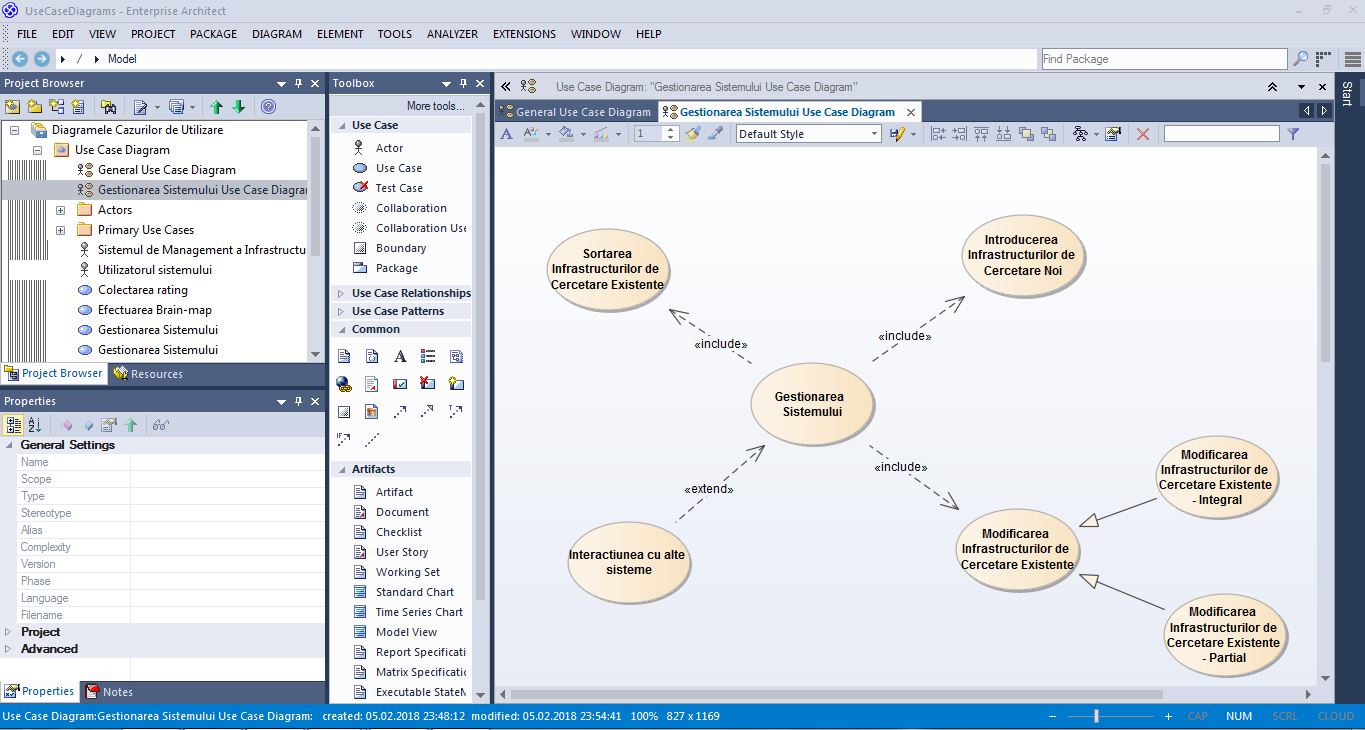 UseCaseDiagrams - Enterprise Architect
FILE EDIT VIEW PROJECT PACKAGE DIAGRAM ELEMENT TOOLS ANALYZER EXTENSIONS WINDOW HELP
/ Model
Find Package
Project Browser
Diagramele Cazurilor de Utilizare
Use Case Diagram
General Use Case Diagram
Gestionarea Sistemului Use Case Diagra
Actors
Primary Use Cases
Sistemul de Management a Infrastructu
Utilizatorul sistemului
Colectarea rating
Efectuarea Brain-map
Gestionarea Sistemului
Gestionarea Sistemului
Project Browser Resources
Properties
General Settings
Name
Scope
Type
Stereotype
Alias
Complexity
Version
Phase
Language
Filename
Project
Advanced
Properties Notes
Toolbox
More tools...
Use Case
Actor
Use Case
Test Case
Collaboration
Collaboration Use
Boundary
Package
Use Case Relationships
Use Case Patterns
Common
Artifacts
Artifact
Document
Checklist
User Story
Working Set
Standard Chart
Time Series Chart
Model View
Report Specificati
Matrix Specificatio
Executable StateM
Use Case Diagram: "Gestionarea Sistemului Use Case Diagram"
General Use Case Diagram Gestionarea Sistemului Use Case Diagram
1 Default Style
Start
Sortarea
Infrastructurilor de
Cercetare Existente
Introducerea
Infrastructurilor de
Cercetare Noi
«include»
«include»
Gestionarea
Sistemului
«extend»
«include»
Interactiunea cu alte
sisteme
Modificarea
Infrastructurilor de
Cercetare Existente
Modificarea
Infrastructurilor de
Cercetare Existente
- Integral
Modificarea
Infrastructurilor de
Cercetare Existente
- Partial
Use Case Diagram:Gestionarea Sistemului Use Case Diagram: created: 05.02.2018 23:48:12 modified: 05.02.2018 23:54:41 100% 827 x 1169
CAP NUM SCRL CLOUD